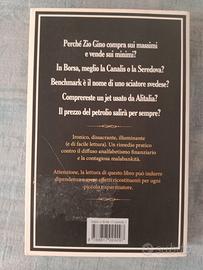 Perché Zio Gino compra sui massimi
e vende sui minimi?
In Borsa, meglio la Canalis o la Seredova?
Benchmark è il nome di uno sciatore svedese?
Comprereste un jet usato da Alitalia?
Il prezzo del petrolio salirà per sempre?
Ironico, dissacrante, illuminante
(e di facile lettura). Un rimedio pratico
contro il diffuso analfabetismo finanziario
e la contagiosa malabankità.
Attenzione, la lettura di questo libro può indurre
dipendenza e avere effetti ricostituenti per ogni
piccolo risparmiatore.
subito